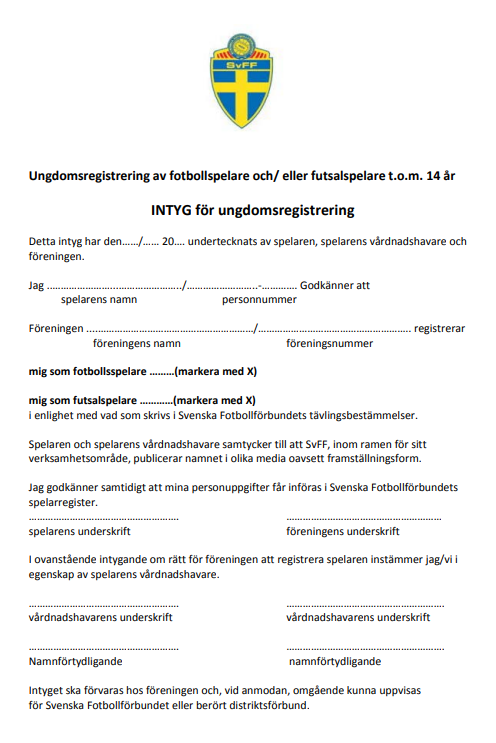 SvFF
Ungdomsregistrering av fotbollspelare och/ eller futsalspelare t.o.m. 14 år
INTYG för ungdomsregistrering
Detta intyg har den……/…… 20…. undertecknats av spelaren, spelarens vårdnadshavare och
föreningen.
Jag ………………………………../…………………..-…………. Godkänner att
spelarens namn personnummer
Föreningen ..………………………………………./……………………………………. registrerar
föreningens namn föreningsnummer
mig som fotbollsspelare ………(markera med X)
mig som futsalspelare …………(markera med X)
i enlighet med vad som skrivs i Svenska Fotbollförbundets tävlingsbestämmelser.
Spelaren och spelarens vårdnadshavare samtycker till att SvFF, inom ramen för sitt
verksamhetsområde, publicerar namnet i olika media oavsett framställningsform.
Jag godkänner samtidigt att mina personuppgifter får införas i Svenska Fotbollförbundets
spelarregister.
……………………………………. ……………………………………
spelarens underskrift föreningens underskrift
I ovanstående intygande om rätt för föreningen att registrera spelaren instämmer jag/vi i
egenskap av spelarens vårdnadshavare.
……………………………………. …………………………………….
vårdnadshavarens underskrift vårdnadshavarens underskrift
……………………………………. …………………………………….
Namnförtydligande namnförtydligande
Intyget ska förvaras hos föreningen och, vid anmodan, omgående kunna uppvisas
för Svenska Fotbollförbundet eller berört distriktsförbund.